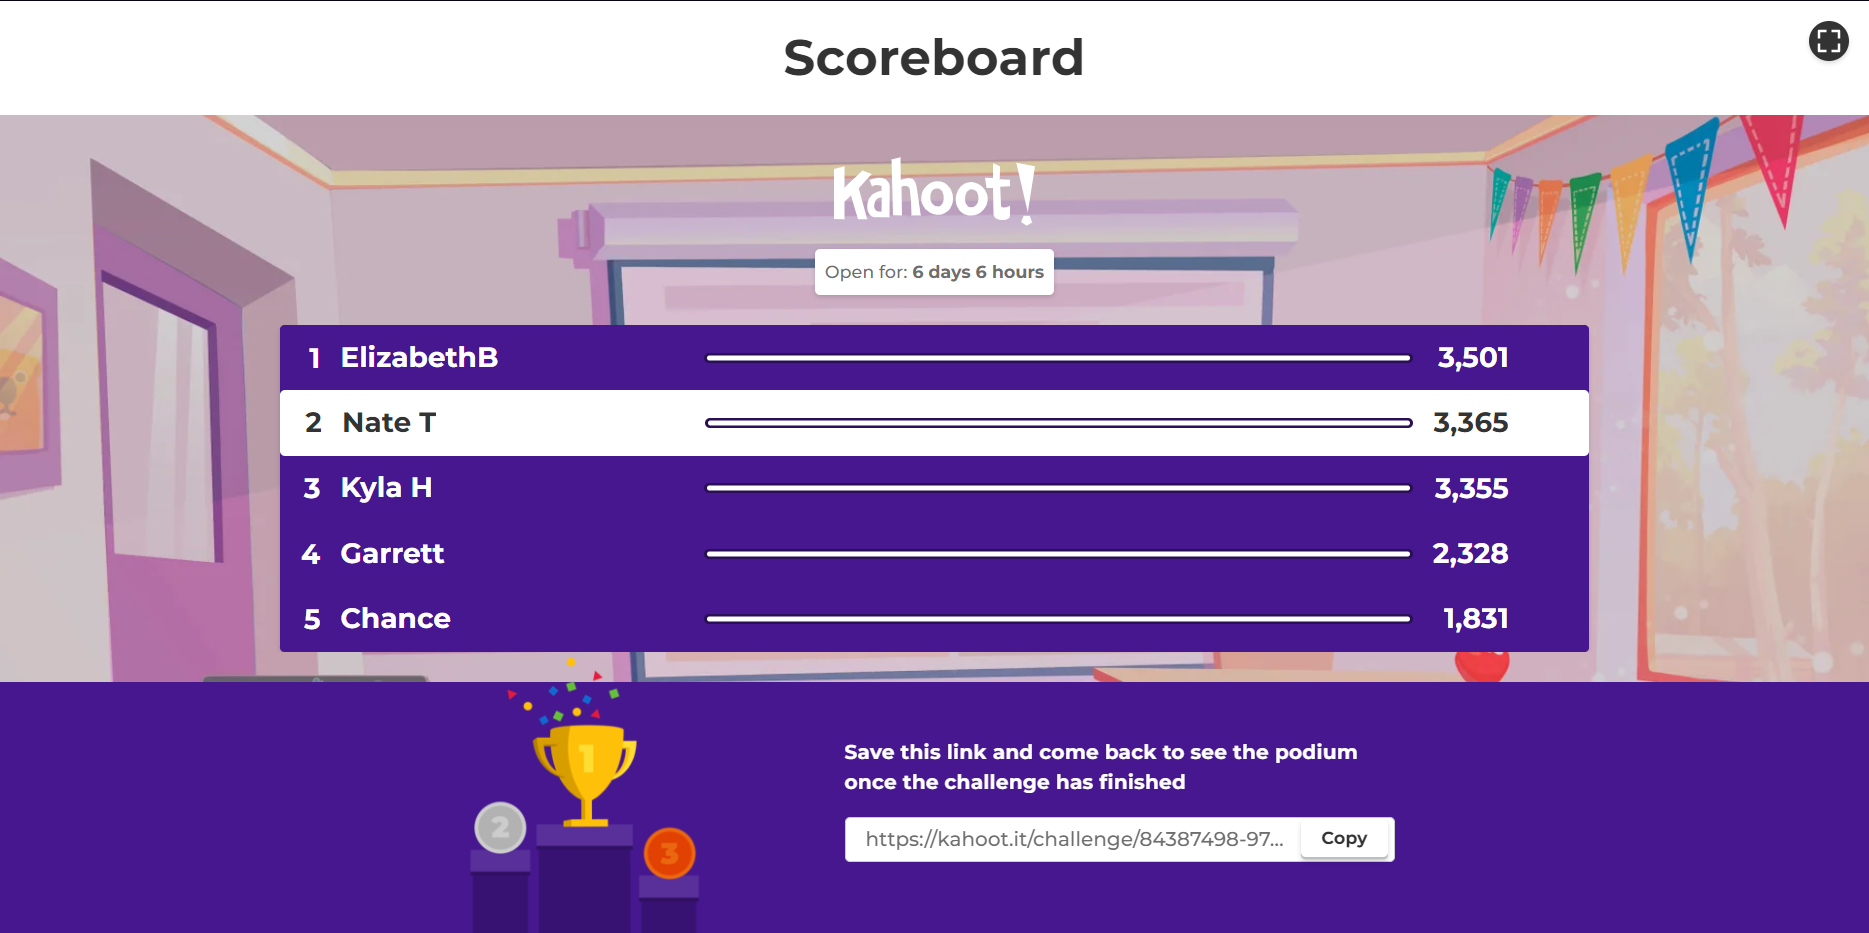 Scoreboard
Kahoot!
Open for: 6 days 6 hours
1 ElizabethB 3,501
2 Nate T 3,365
3 Kyla H 3,355
4 Garrett 2,328
5 Chance 1,831
1
2
3
Save this link and come back to see the podium
once the challenge has finished
https://kahoot.it/challenge/84387498-97... Copy